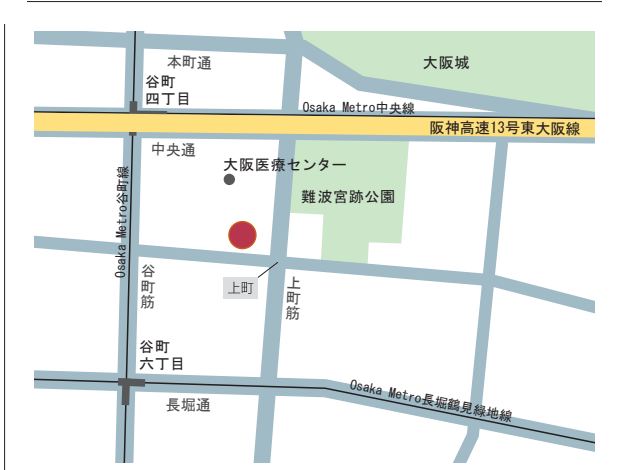 本町通
大阪城
谷町
四丁目
Osaka Metro中央線
阪神高速13号東大阪線
中央通
大阪医療センター
Osaka Metro谷町線
難波宮跡公園
谷町筋
上町
上町筋
谷町
六丁目
Osaka Metro長堀鶴見緑地線
長堀通